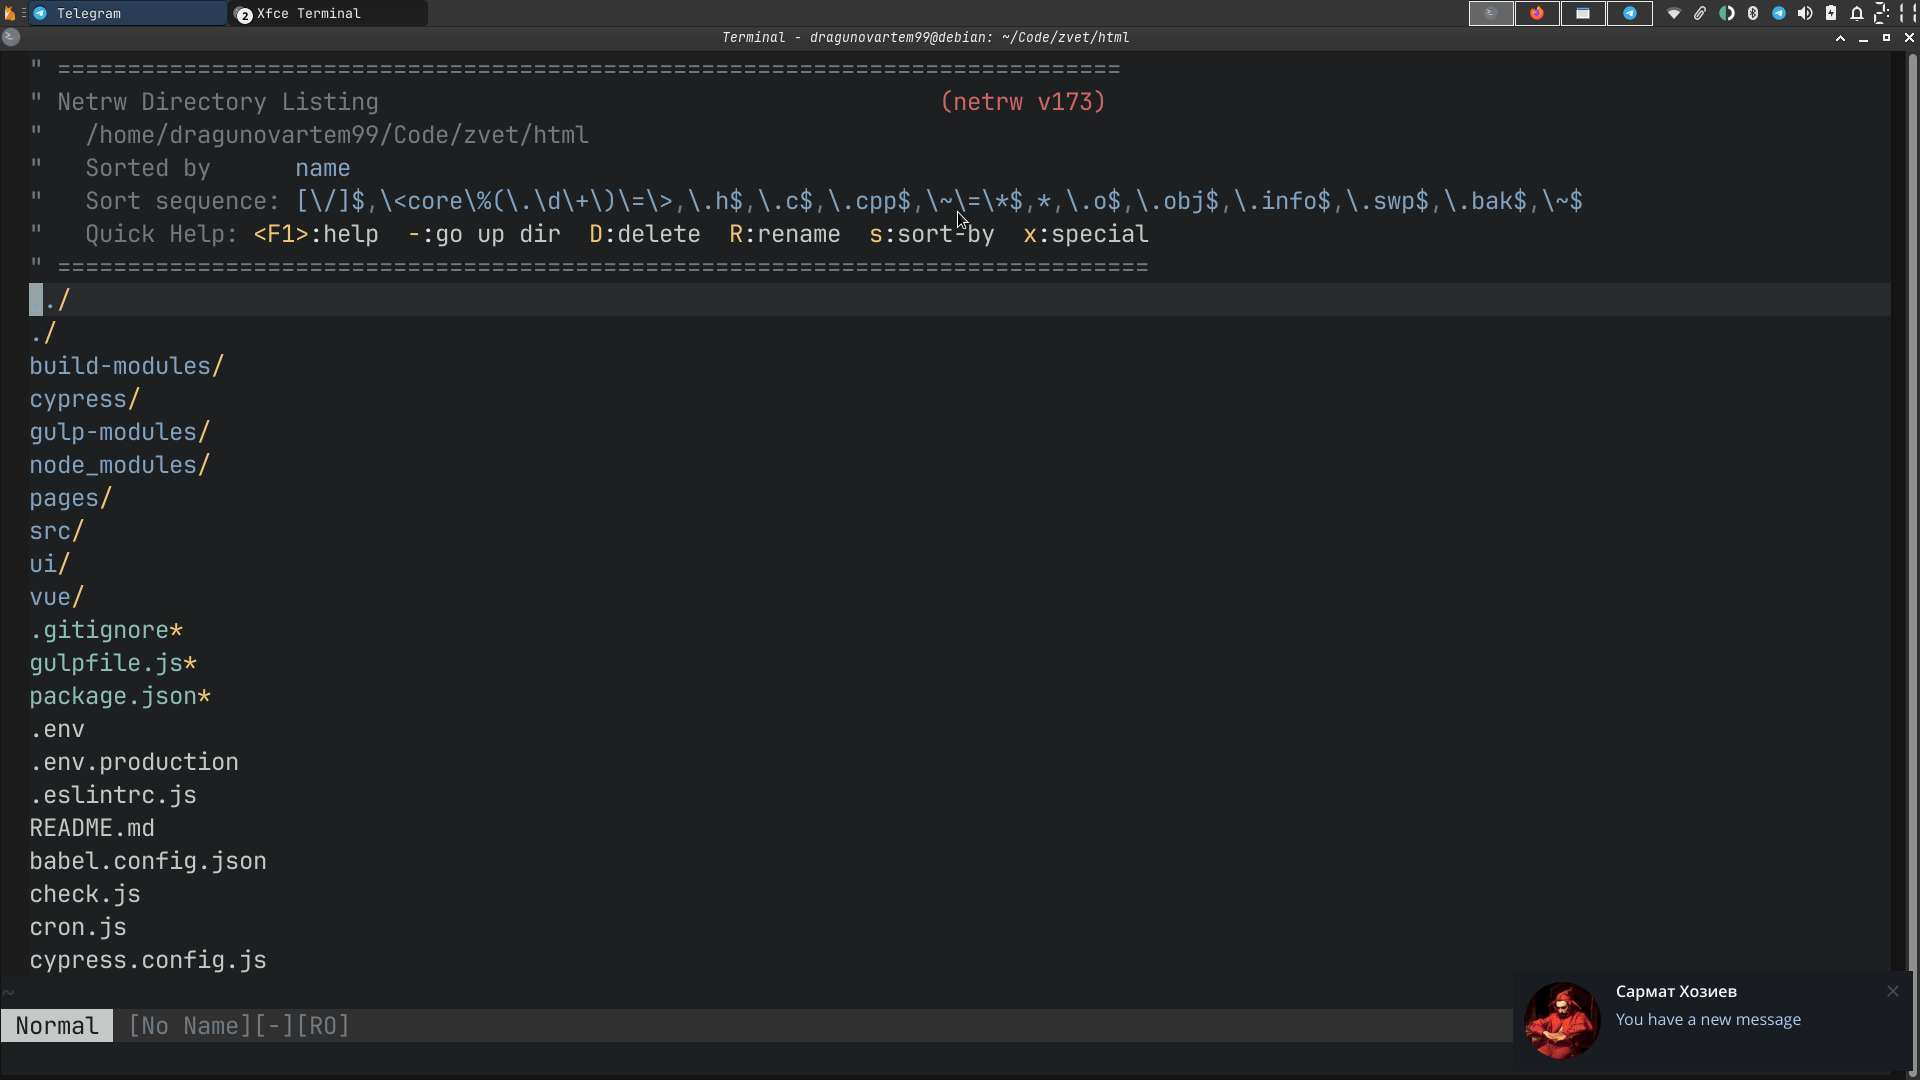 Telegram
2 Xfce Terminal
Terminal - dragunovartem99@debian: ~/Code/zvet/html
" ============================================================================
" Netrw Directory Listing                                        (netrw v173)
"   /home/dragunovartem99/Code/zvet/html
"   Sorted by      name
"   Sort sequence: [\/]$,\<core\%(\.\d\+\)\=\>,\.h$,\.c$,\.cpp$,\~\=\*$,*,\.o$,\.obj$,\.info$,\.swp$,\.bak$,\~$
"   Quick Help: <F1>:help  -:go up dir  D:delete  R:rename  s:sort-by  x:special
" ==============================================================================
../
./
build-modules/
cypress/
gulp-modules/
node_modules/
pages/
src/
ui/
vue/
.gitignore*
gulpfile.js*
package.json*
.env
.env.production
.eslintrc.js
README.md
babel.config.json
check.js
cron.js
cypress.config.js
~
Normal  [No Name][-][RO]
Сармат Хозиев
You have a new message